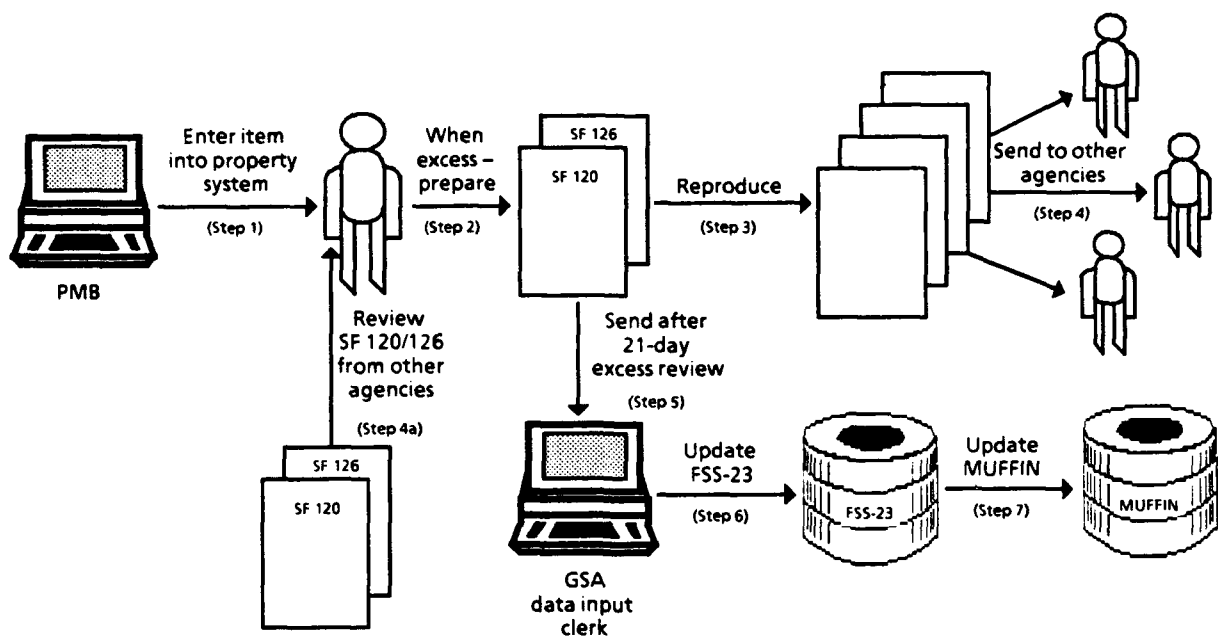 Enter item
into property
system
(Step 1)
PMB
When
excess –
prepare
(Step 2)
SF 126
SF 120
Reproduce
(Step 3)
Send to other
agencies
(Step 4)
Review
SF 120/126
from other
agencies
(Step 4a)
SF 126
SF 120
Send after
21-day
excess review
(Step 5)
GSA
data input
clerk
Update
FSS-23
(Step 6)
FSS-23
Update
MUFFIN
(Step 7)
MUFFIN